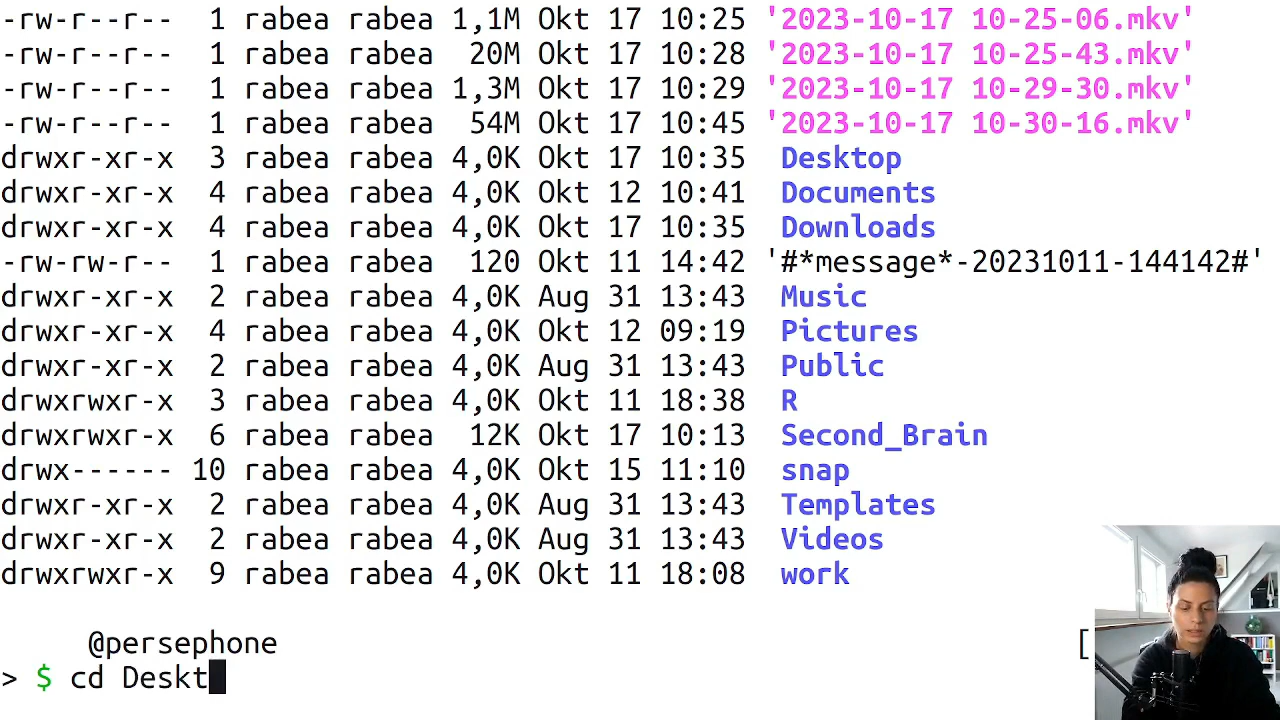 -rw-r--r-- 1 rabea rabea 1,1M Okt 17 10:25 '2023-10-17 10-25-06.mkv'
-rw-r--r-- 1 rabea rabea 20M Okt 17 10:28 '2023-10-17 10-25-43.mkv'
-rw-r--r-- 1 rabea rabea 1,3M Okt 17 10:29 '2023-10-17 10-29-30.mkv'
-rw-r--r-- 1 rabea rabea 54M Okt 17 10:45 '2023-10-17 10-30-16.mkv'
drwxr-xr-x 3 rabea rabea 4,0K Okt 17 10:35 Desktop
drwxr-xr-x 4 rabea rabea 4,0K Okt 12 10:41 Documents
drwxr-xr-x 4 rabea rabea 4,0K Okt 17 10:35 Downloads
-rw-rw-r-- 1 rabea rabea 120 Okt 11 14:42 '#*message*-20231011-144142#'
drwxr-xr-x 2 rabea rabea 4,0K Aug 31 13:43 Music
drwxr-xr-x 4 rabea rabea 4,0K Okt 12 09:19 Pictures
drwxr-xr-x 2 rabea rabea 4,0K Aug 31 13:43 Public
drwxrwxr-x 3 rabea rabea 4,0K Okt 11 18:38 R
drwxrwxr-x 6 rabea rabea 12K Okt 17 10:13 Second_Brain
drwx------ 10 rabea rabea 4,0K Okt 15 11:10 snap
drwxr-xr-x 2 rabea rabea 4,0K Aug 31 13:43 Templates
drwxr-xr-x 2 rabea rabea 4,0K Aug 31 13:43 Videos
drwxrwxr-x 9 rabea rabea 4,0K Okt 11 18:08 work
@persephone [
> $ cd Deskt